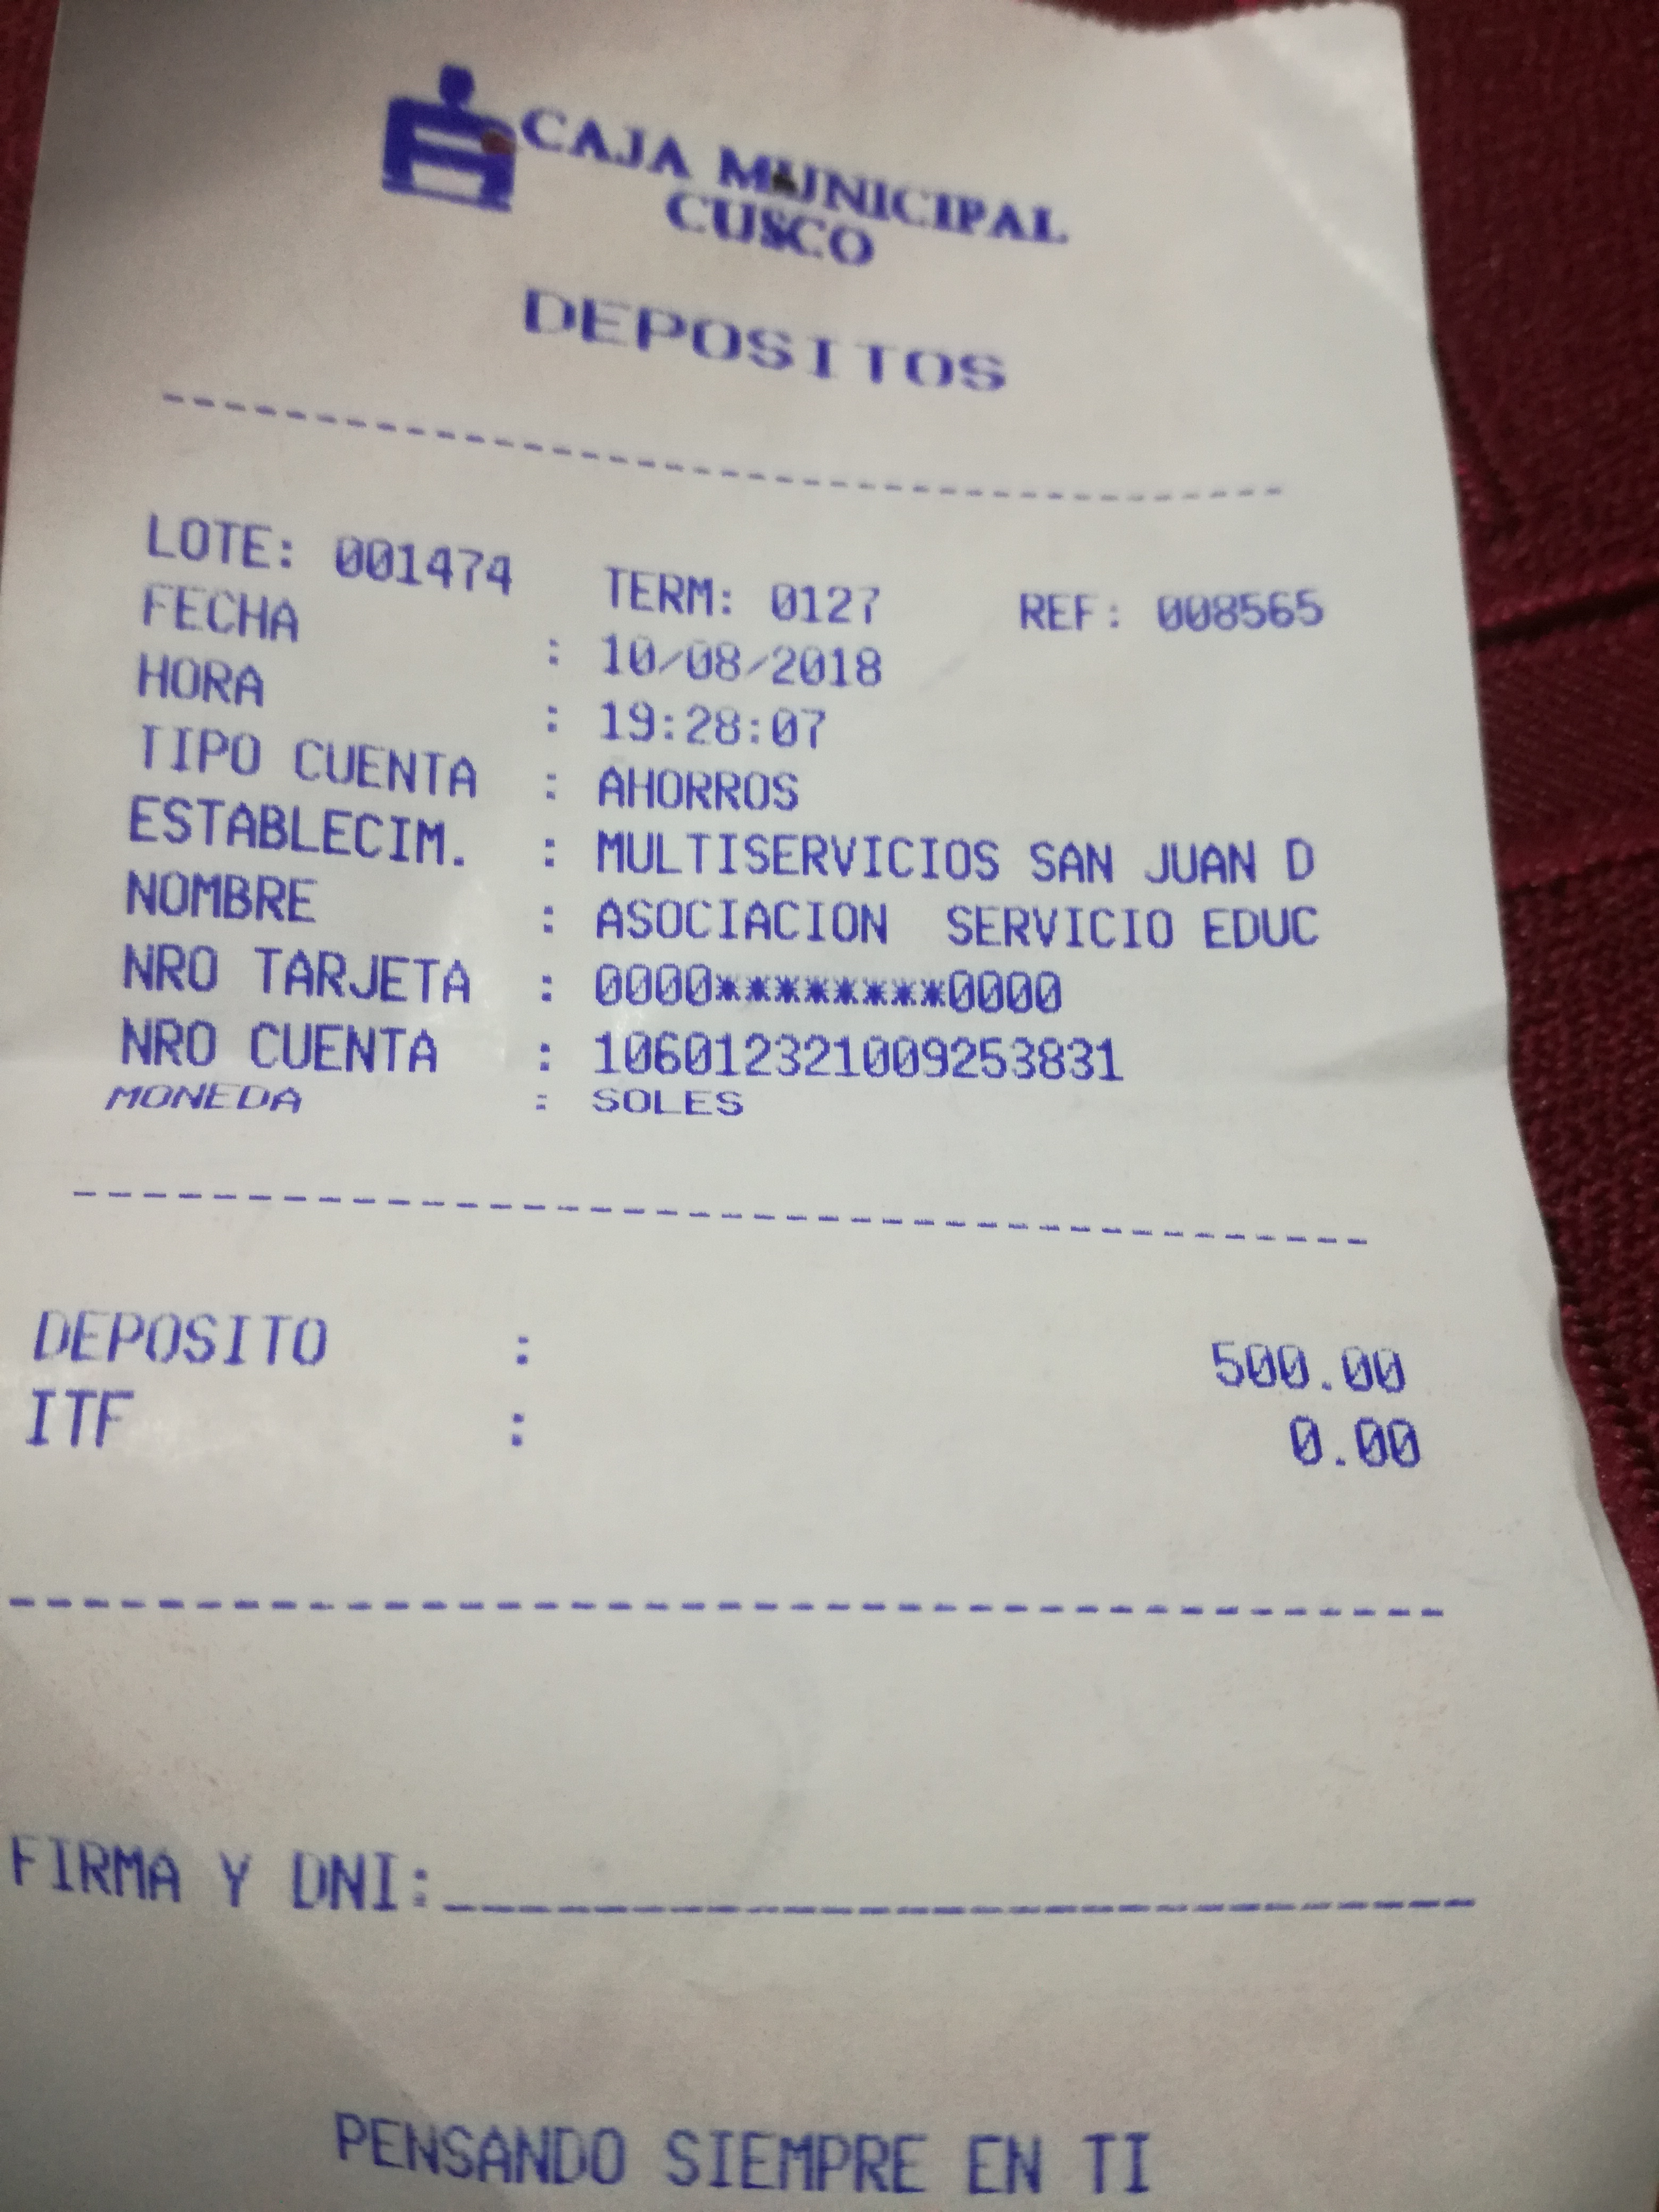 CAJA MUNICIPAL
CUSCO
DEPOSITOS
LOTE: 001474 TERM: 0127 REF: 008565
FECHA : 10/08/2018
HORA : 19:28:07
TIPO CUENTA : AHORROS
ESTABLECIM. : MULTISERVICIOS SAN JUAN D
NOMBRE : ASOCIACION SERVICIO EDUC
NRO TARJETA : 0000********0000
NRO CUENTA : 106012321009253831
MONEDA : SOLES
DEPOSITO : 500.00
ITF : 0.00
FIRMA Y DNI:
PENSANDO SIEMPRE EN TI